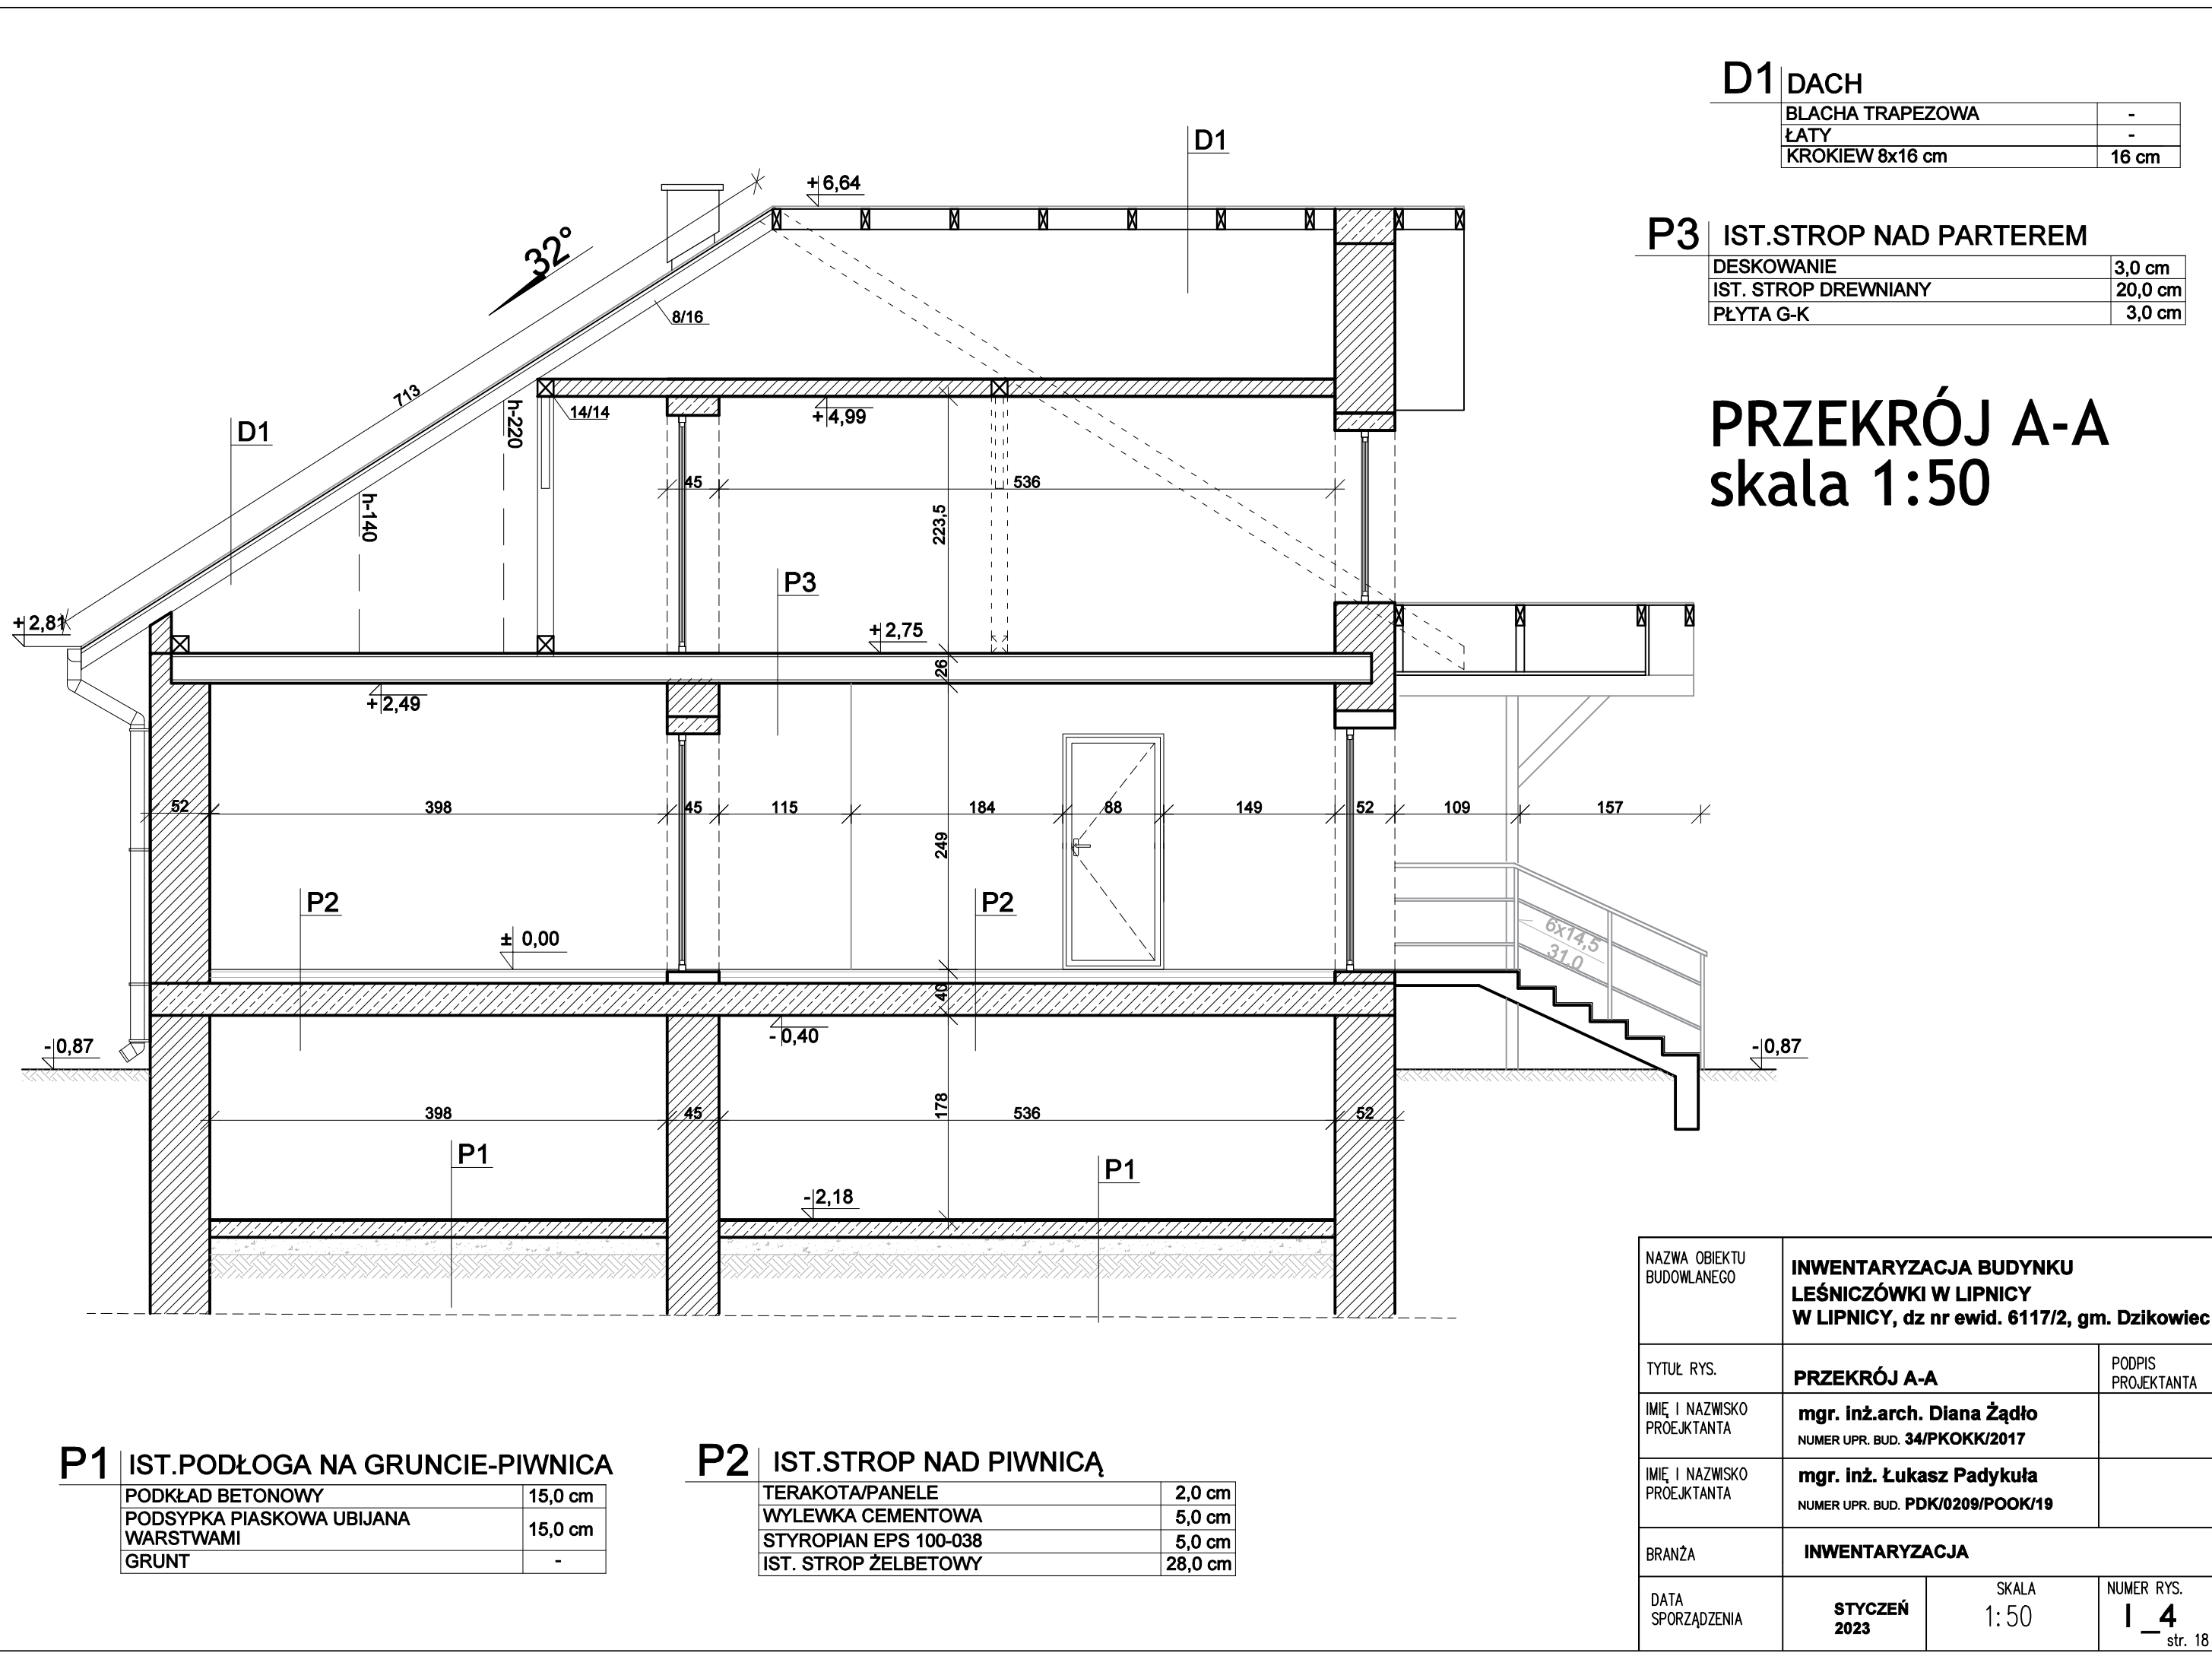 D1 DACH
BLACHA TRAPEZOWA -
ŁATY -
KROKIEW 8x16 cm 16 cm
P3 IST.STROP NAD PARTEREM
DESKOWANIE 3,0 cm
IST. STROP DREWNIANY 20,0 cm
PŁYTA G-K 3,0 cm
PRZEKRÓJ A-A
skala 1:50
D1
+ 6,64
32°
8/16
713
14/14
h-220
+ 4,99
D1
h-140
45 536
223,5
P3
+ 2,81
+ 2,75
26
+ 2,49
52 398 45 115 184 88 149 52 109 157
249
P2 P2
± 0,00
6x14,5
31.0
40
- 0,40
- 0,87 - 0,87
398 45 178 536 52
P1 P1
- 2,18
P1 IST.PODŁOGA NA GRUNCIE-PIWNICA
PODKŁAD BETONOWY 15,0 cm
PODSYPKA PIASKOWA UBIJANA
WARSTWAMI 15,0 cm
GRUNT -
P2 IST.STROP NAD PIWNICĄ
TERAKOTA/PANELE 2,0 cm
WYLEWKA CEMENTOWA 5,0 cm
STYROPIAN EPS 100-038 5,0 cm
IST. STROP ŻELBETOWY 28,0 cm
NAZWA OBIEKTU
BUDOWLANEGO
INWENTARYZACJA BUDYNKU
LEŚNICZÓWKI W LIPNICY
W LIPNICY, dz nr ewid. 6117/2, gm. Dzikowiec
TYTUŁ RYS. PRZEKRÓJ A-A
PODPIS
PROJEKTANTA
IMIĘ I NAZWISKO
PROEJKTANTA
mgr. inż.arch. Diana Żądło
NUMER UPR. BUD. 34/PKOKK/2017
IMIĘ I NAZWISKO
PROEJKTANTA
mgr. inż. Łukasz Padykuła
NUMER UPR. BUD. PDK/0209/POOK/19
BRANŻA INWENTARYZACJA
DATA
SPORZĄDZENIA
STYCZEŃ
2023
SKALA
1:50
NUMER RYS.
I_4
str. 18